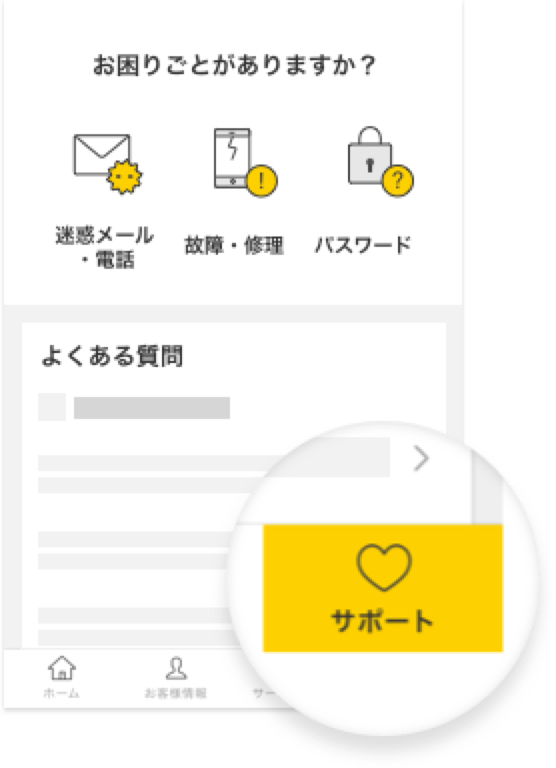 お困りごとがありますか？
迷惑メール
・電話
故障・修理
パスワード
よくある質問
サポート
ホーム
お客様情報
サー